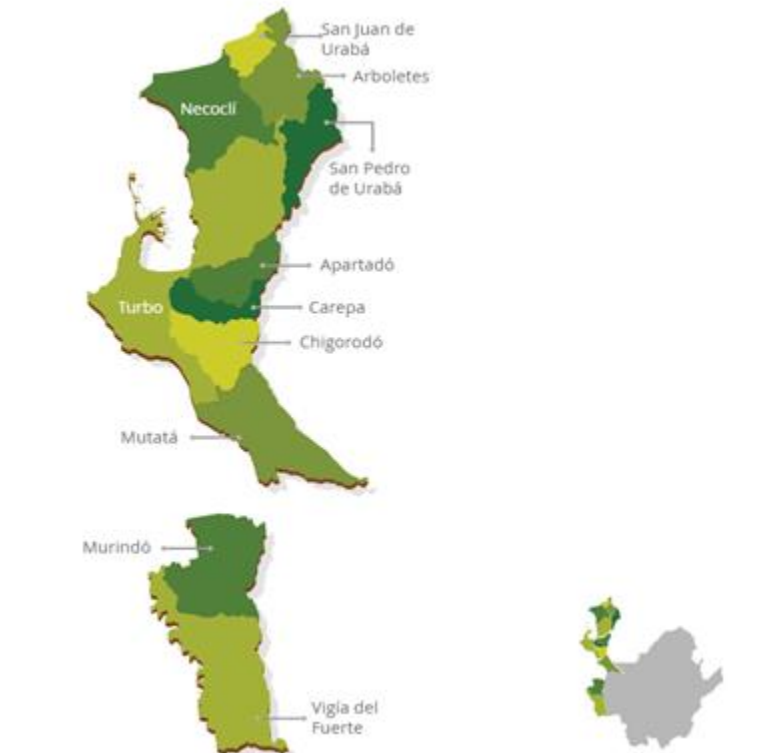 San Juan de
Urabá
Arboletes
Necoclí
San Pedro
de Urabá
Apartadó
Turbo
Carepa
Chigorodó
Mutatá
Murindó
Vigía del
Fuerte